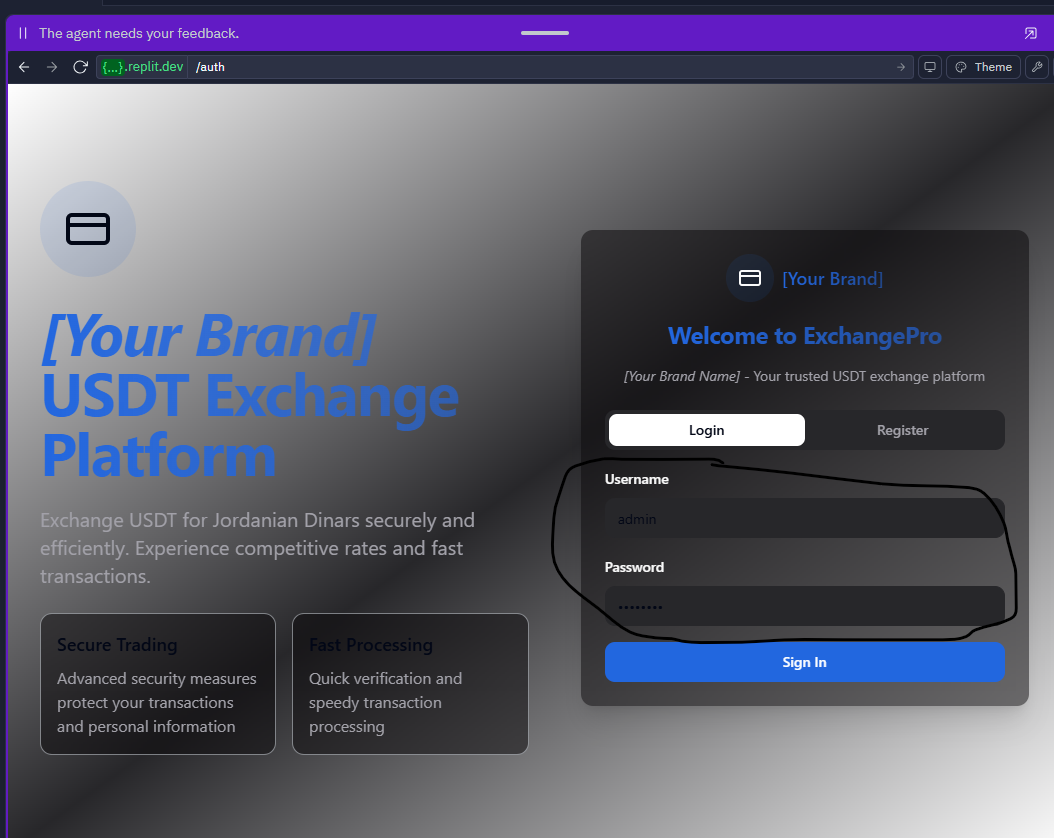 The agent needs your feedback.
{...}.replit.dev /auth
Theme
[Your Brand]
USDT Exchange
Platform
Exchange USDT for Jordanian Dinars securely and
efficiently. Experience competitive rates and fast
transactions.
Secure Trading
Advanced security measures
protect your transactions
and personal information
Fast Processing
Quick verification and
speedy transaction
processing
[Your Brand]
Welcome to ExchangePro
[Your Brand Name] - Your trusted USDT exchange platform
Login
Register
Username
admin
Password
••••••••
Sign In